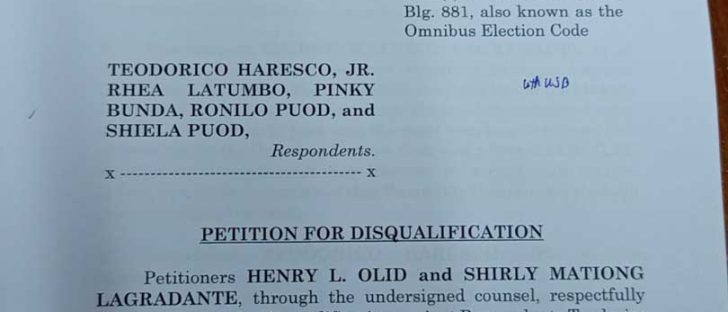 Blg. 881, also known as the
Omnibus Election Code
TEODORICO HARESCO, JR.
RHEA LATUMBO, PINKY
BUNDA, RONILO PUOD, and
SHIELA PUOD,
Respondents.
x ----------------------------------------- x
PETITION FOR DISQUALIFICATION
Petitioners HENRY L. OLID and SHIRLY MATIONG
LAGRADANTE, through the undersigned counsel, respectfully